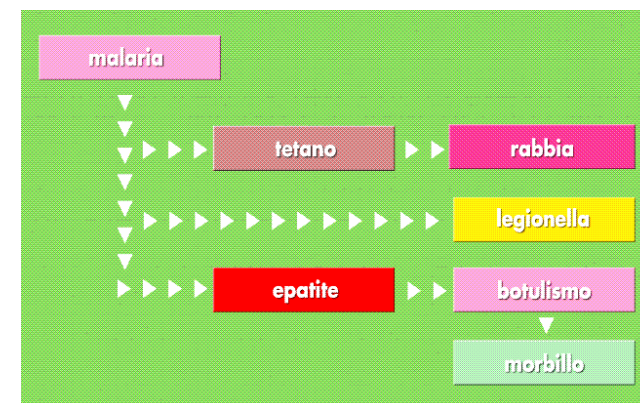 malaria
tetano
rabbia
legionella
epatite
botulismo
morbillo